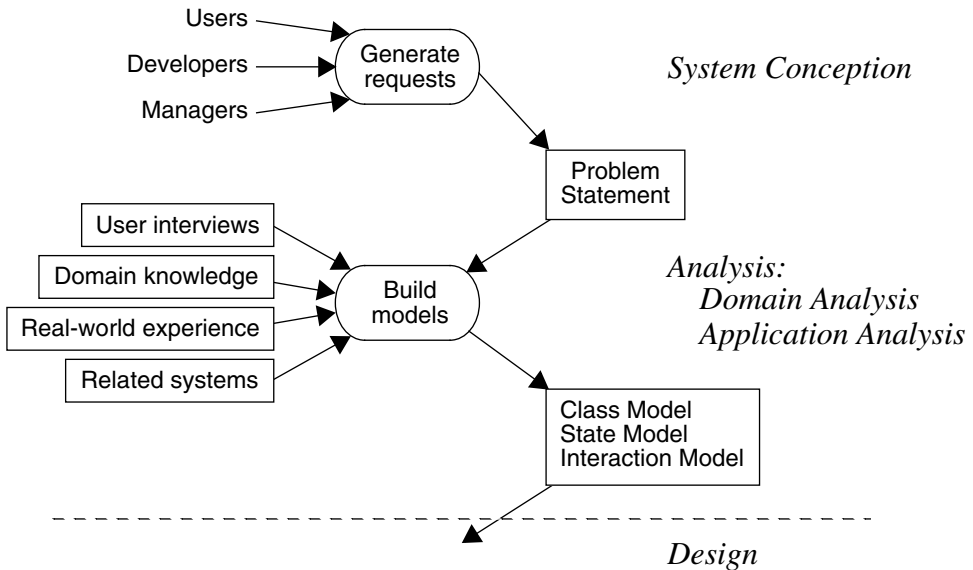 Users
Developers
Managers
Generate
requests
System Conception
Problem
Statement
User interviews
Domain knowledge
Real-world experience
Related systems
Build
models
Analysis:
Domain Analysis
Application Analysis
Class Model
State Model
Interaction Model
Design